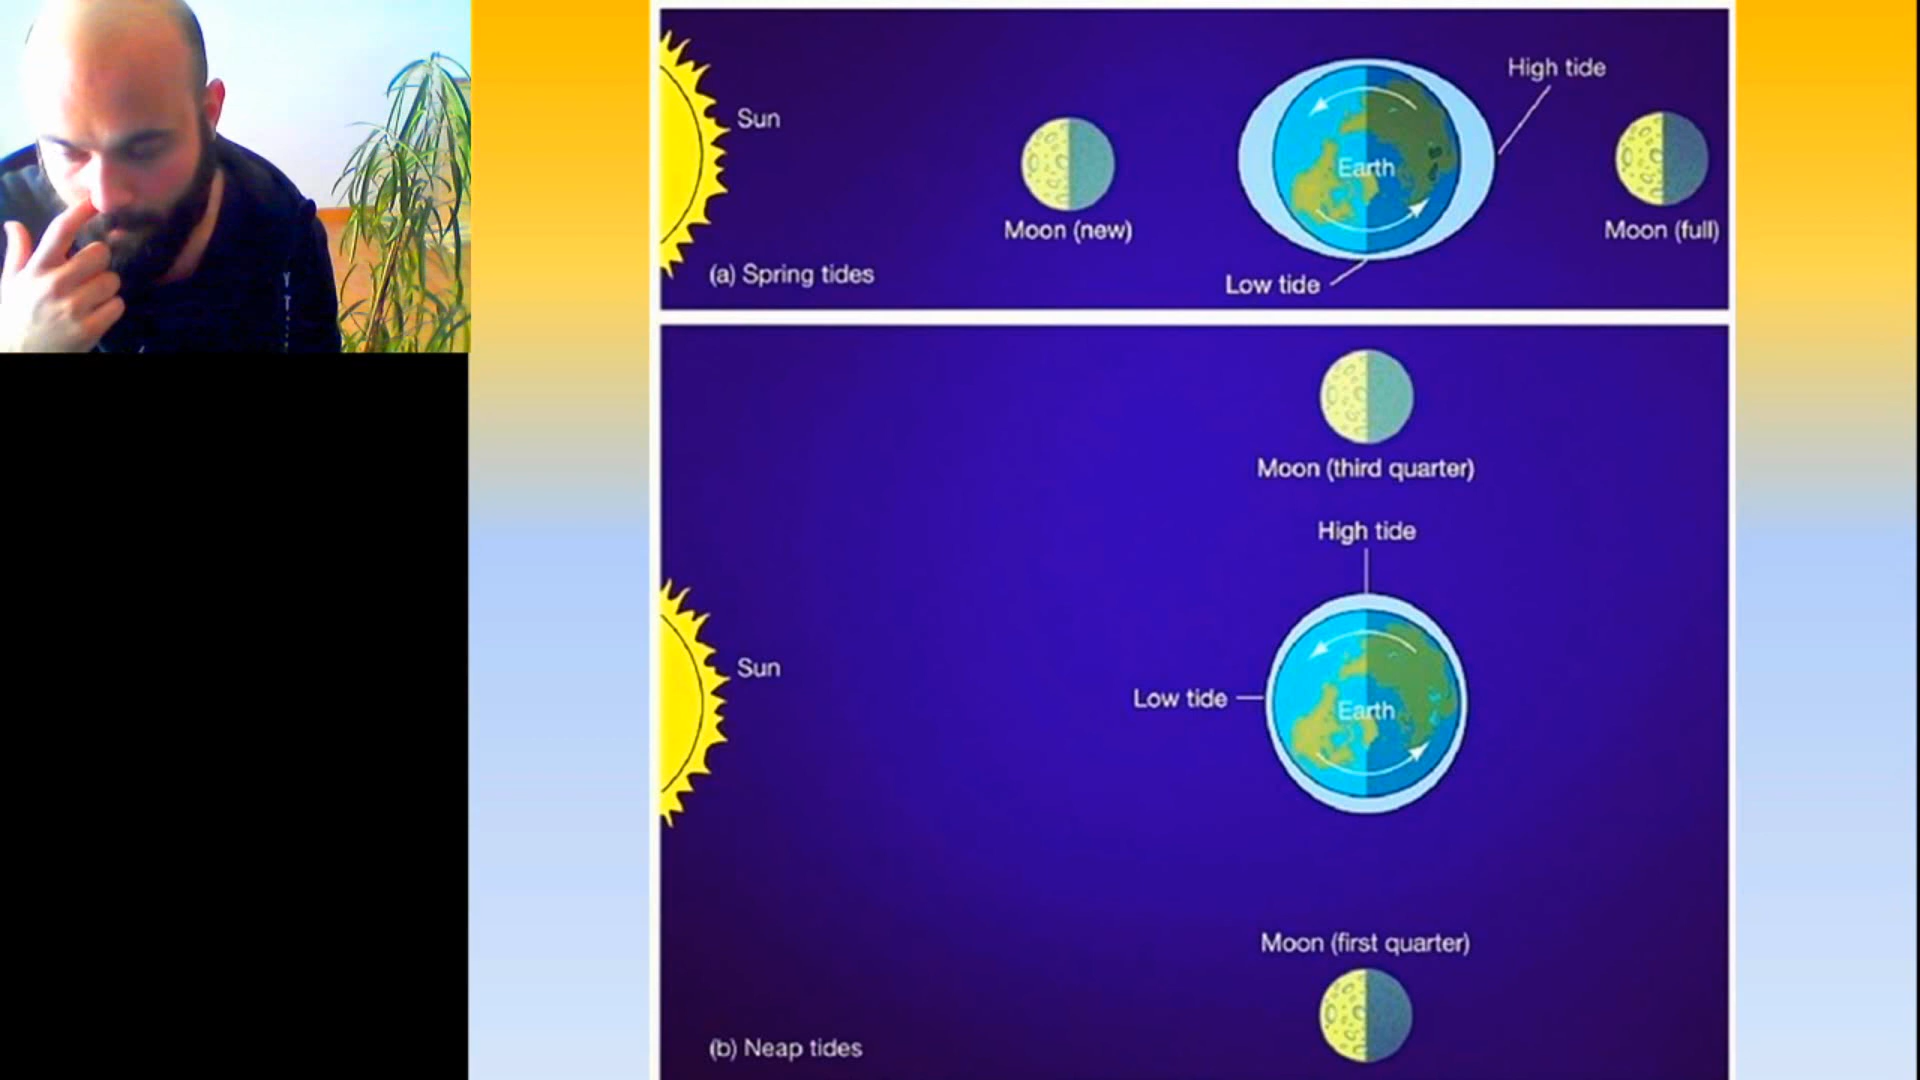 High tide
Sun
Earth
Moon (new)
Moon (full)
(a) Spring tides
Low tide
Moon (third quarter)
High tide
Sun
Low tide
Earth
Moon (first quarter)
(b) Neap tides